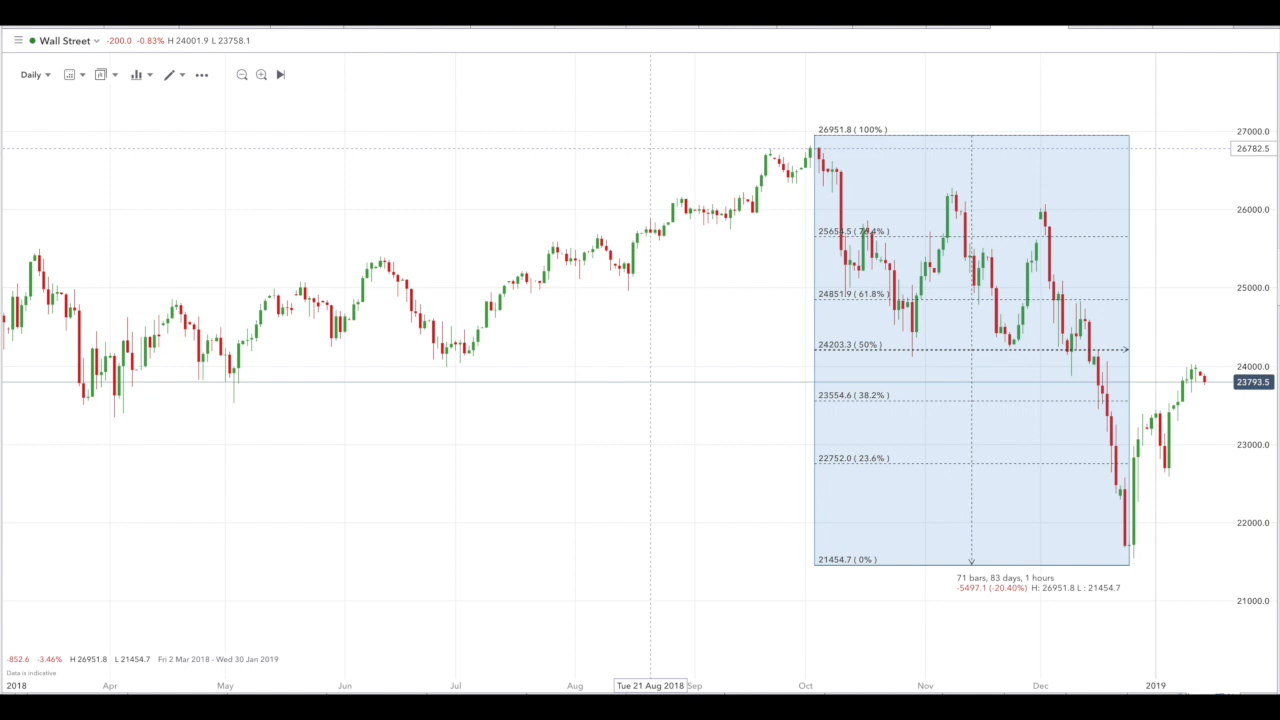 Wall Street -200.0 -0.83% H 24001.9 L 23758.1
Daily
26951.8 ( 100% )
27000.0
26782.5
26000.0
25654.5 ( 76.4% )
25000.0
24851.9 ( 61.8% )
24203.3 ( 50% )
24000.0
23793.5
23554.6 ( 38.2% )
23000.0
22752.0 ( 23.6% )
22000.0
21454.7 ( 0% )
71 bars, 83 days, 1 hours
-5497.1 (-20.40%) H: 26951.8 L : 21454.7
21000.0
-852.6 -3.46% H 26951.8 L 21454.7 Fri 2 Mar 2018 - Wed 30 Jan 2019
Data is indicative
2018 Apr May Jun Jul Aug Tue 21 Aug 2018 Sep Oct Nov Dec 2019